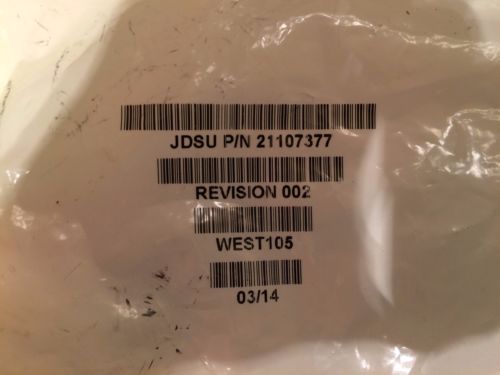 JDSU P/N 21107377
REVISION 002
WEST105
03/14